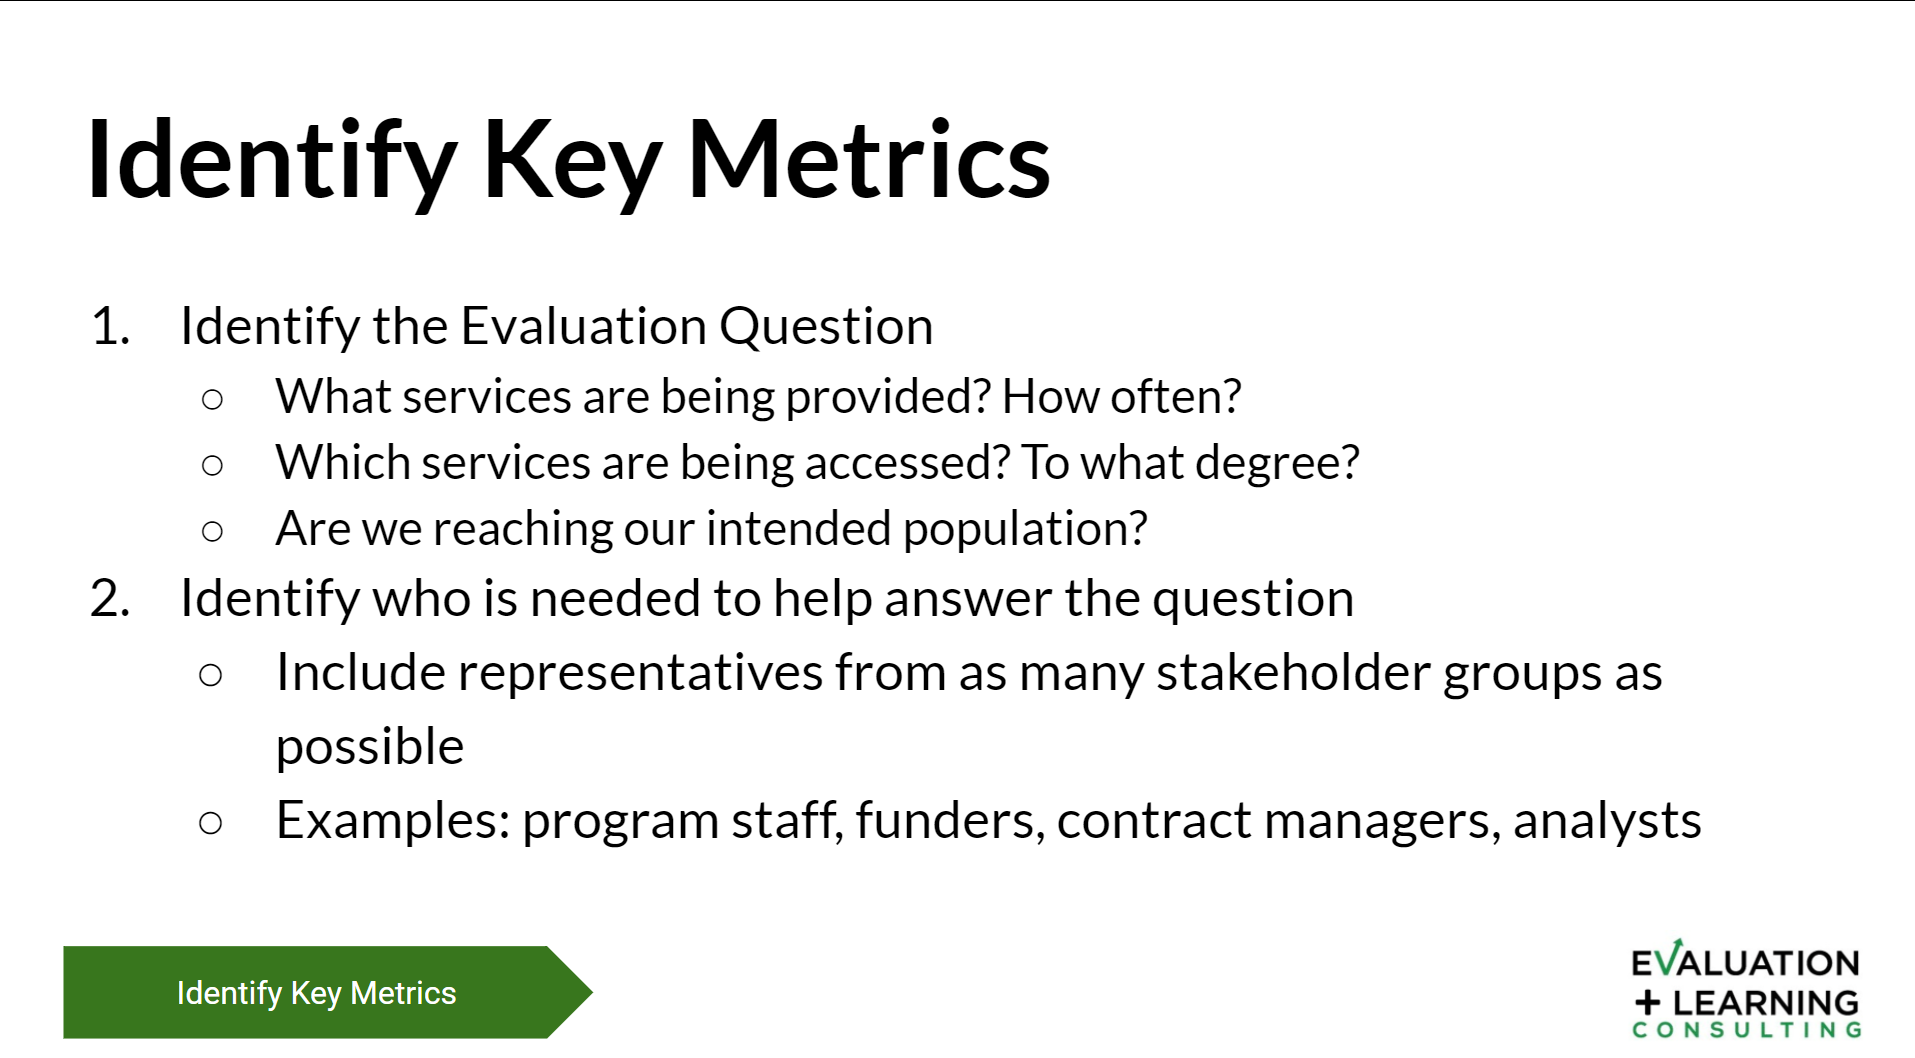 Identify Key Metrics
1. Identify the Evaluation Question
○ What services are being provided? How often?
○ Which services are being accessed? To what degree?
○ Are we reaching our intended population?
2. Identify who is needed to help answer the question
○ Include representatives from as many stakeholder groups as
possible
○ Examples: program staff, funders, contract managers, analysts
Identify Key Metrics
EVALUATION
+ LEARNING
CONSULTING